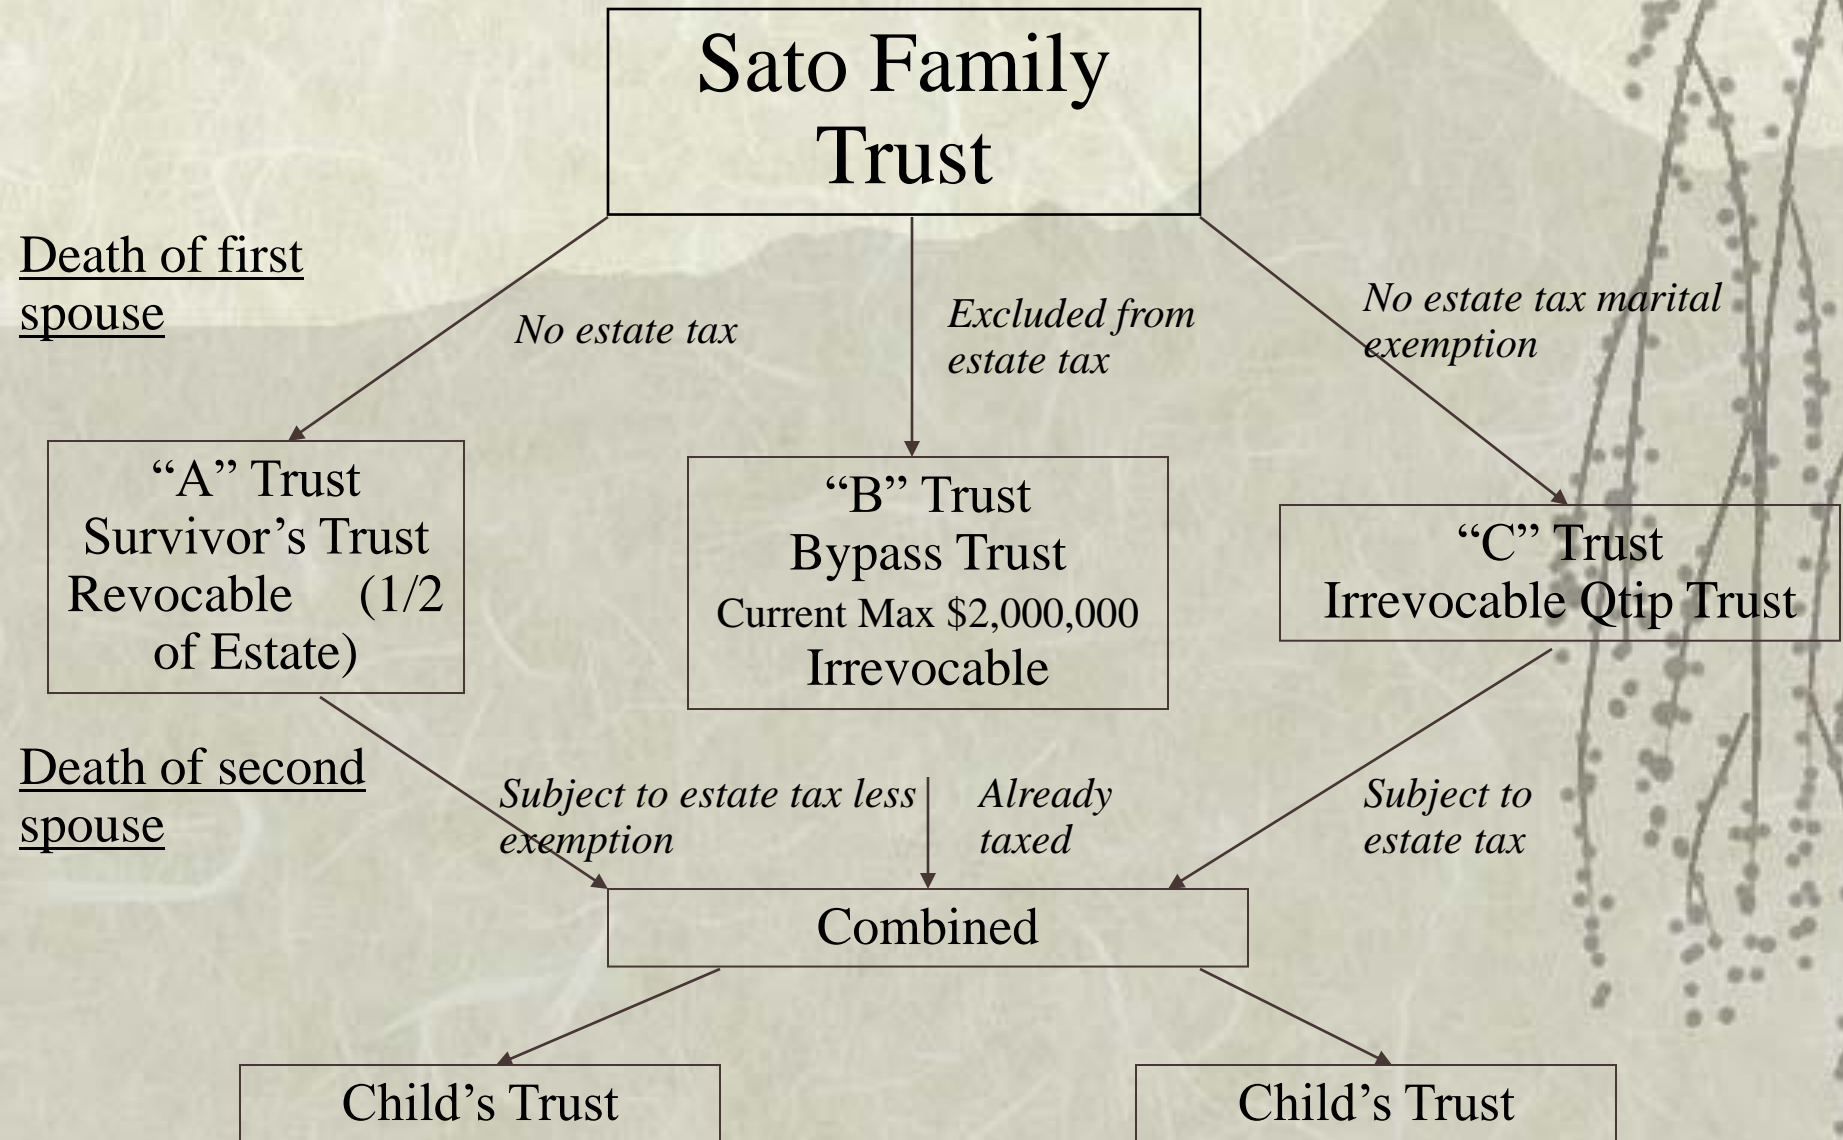 Sato Family
Trust
Death of first
spouse
No estate tax
Excluded from
estate tax
No estate tax marital
exemption
“A” Trust
Survivor’s Trust
Revocable (1/2
of Estate)
“B” Trust
Bypass Trust
Current Max $2,000,000
Irrevocable
“C” Trust
Irrevocable Qtip Trust
Death of second
spouse
Subject to estate tax less
exemption
Already
taxed
Subject to
estate tax
Combined
Child’s Trust
Child’s Trust